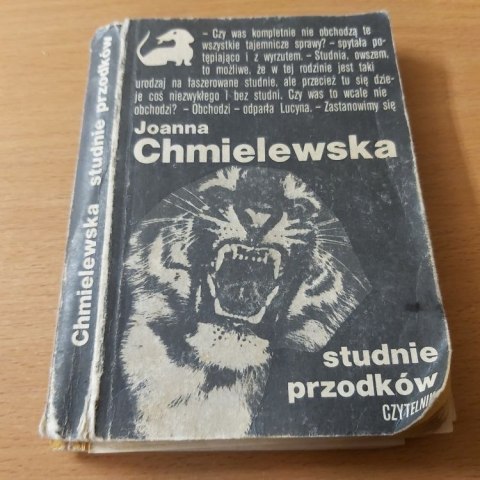 – Czy was kompletnie nie obchodzą te
wszystkie tajemnicze sprawy? – spytała po-
tępiająco i z wyrzutem. – Studnia, owszem,
to możliwe, że w tej rodzinie jest taki
urodzaj na faszerowane studnie, ale przecież tu się dzie-
je coś niezwykłego i bez studni. Czy was to wcale nie
obchodzi? – Obchodzi – odparła Lucyna. – Zastanowimy się
Joanna
Chmielewska
studnie
przodków
Chmielewska studnie przodków